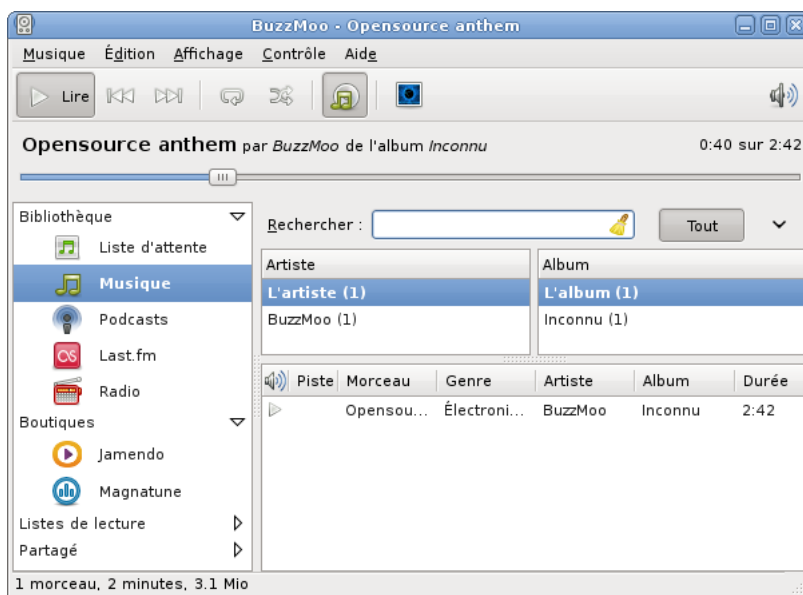 BuzzMoo - Opensource anthem
Musique Édition Affichage Contrôle Aide
Lire
Opensource anthem par BuzzMoo de l'album Inconnu 0:40 sur 2:42
Bibliothèque
Liste d'attente
Musique
Podcasts
Last.fm
Radio
Boutiques
Jamendo
Magnatune
Listes de lecture
Partagé
Rechercher : Tout
Artiste Album
L'artiste (1) L'album (1)
BuzzMoo (1) Inconnu (1)
Piste Morceau Genre Artiste Album Durée
Opensou... Électroni... BuzzMoo Inconnu 2:42
1 morceau, 2 minutes, 3.1 Mio